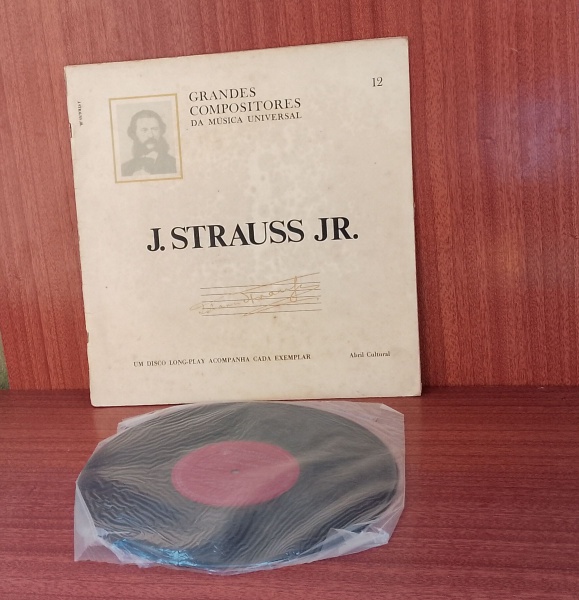 GRANDES
COMPOSITORES
DA MÚSICA UNIVERSAL
12
J. STRAUSS JR.
UM DISCO LONG-PLAY ACOMPANHA CADA EXEMPLAR
Abril Cultural